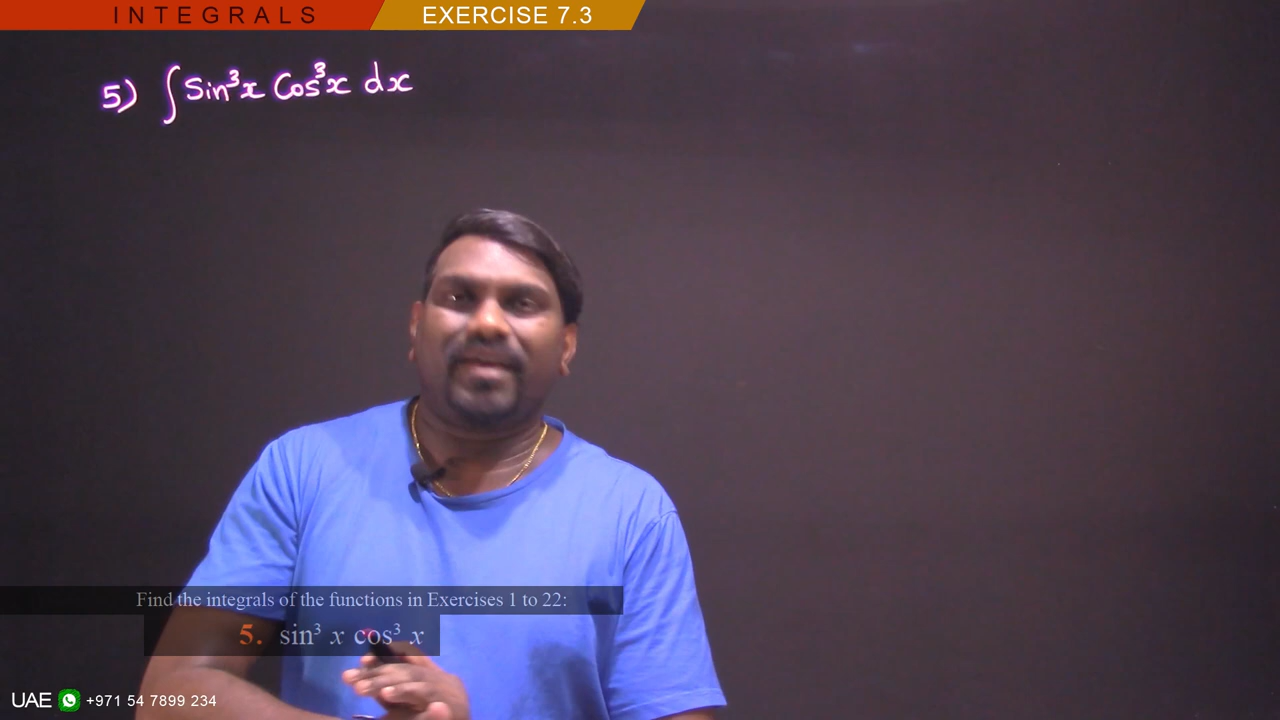 INTEGRALS EXERCISE 7.3
5) ∫ Sin³x Cos³x dx
Find the integrals of the functions in Exercises 1 to 22:
5. sin³ x cos³ x
UAE +971 54 7899 234